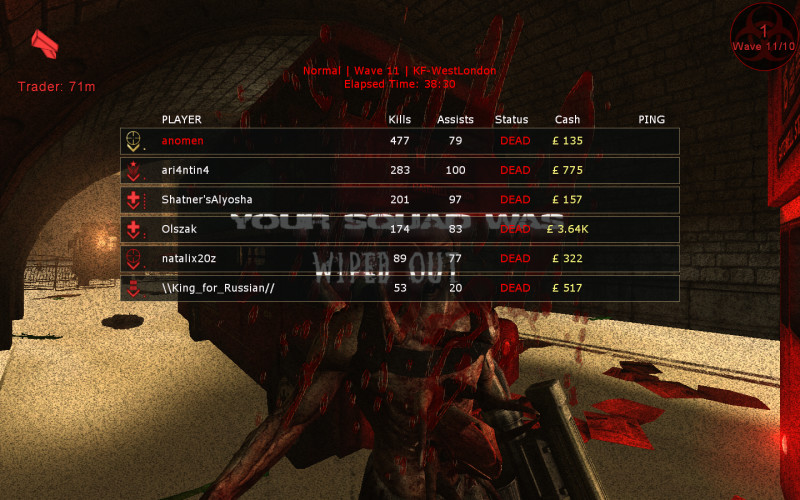 1
Wave 11/10
Trader: 71m
Normal | Wave 11 | KF-WestLondon
Elapsed Time: 38:30
PLAYER Kills Assists Status Cash PING
anomen 477 79 DEAD £ 135
ari4ntin4 283 100 DEAD £ 775
Shatner'sAlyosha 201 97 DEAD £ 157
YOUR SQUAD WAS
Olszak 174 83 DEAD £ 3.64K
natalix20z 89 77 DEAD £ 322
WIPED OUT
\\King_for_Russian// 53 20 DEAD £ 517